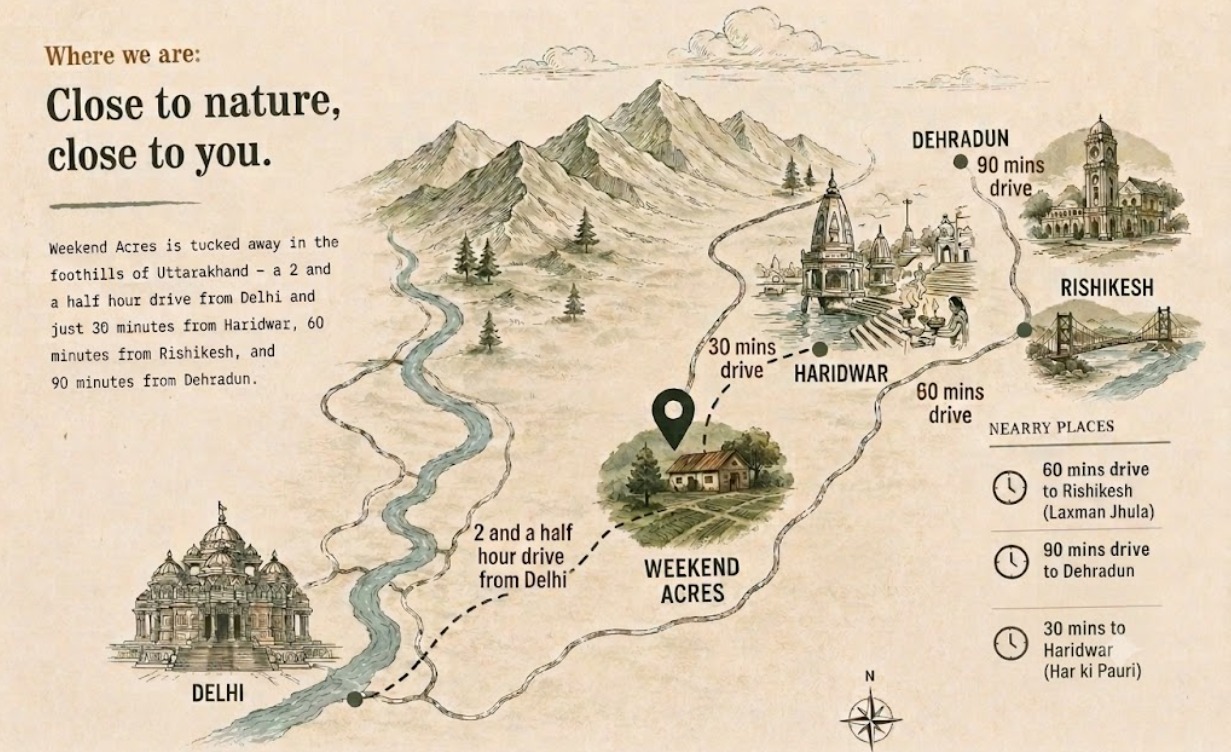 Where we are:
Close to nature,
close to you.
Weekend Acres is tucked away in the
foothills of Uttarakhand – a 2 and
a half hour drive from Delhi and
just 30 minutes from Haridwar, 60
minutes from Rishikesh, and
90 minutes from Dehradun.
DEHRADUN
90 mins
drive
RISHIKESH
30 mins
drive
HARIDWAR
60 mins
drive
NEARRY PLACES
60 mins drive
to Rishikesh
(Laxman Jhula)
90 mins drive
to Dehradun
30 mins to
Haridwar
(Har ki Pauri)
2 and a half
hour drive
from Delhi
WEEKEND
ACRES
DELHI
N